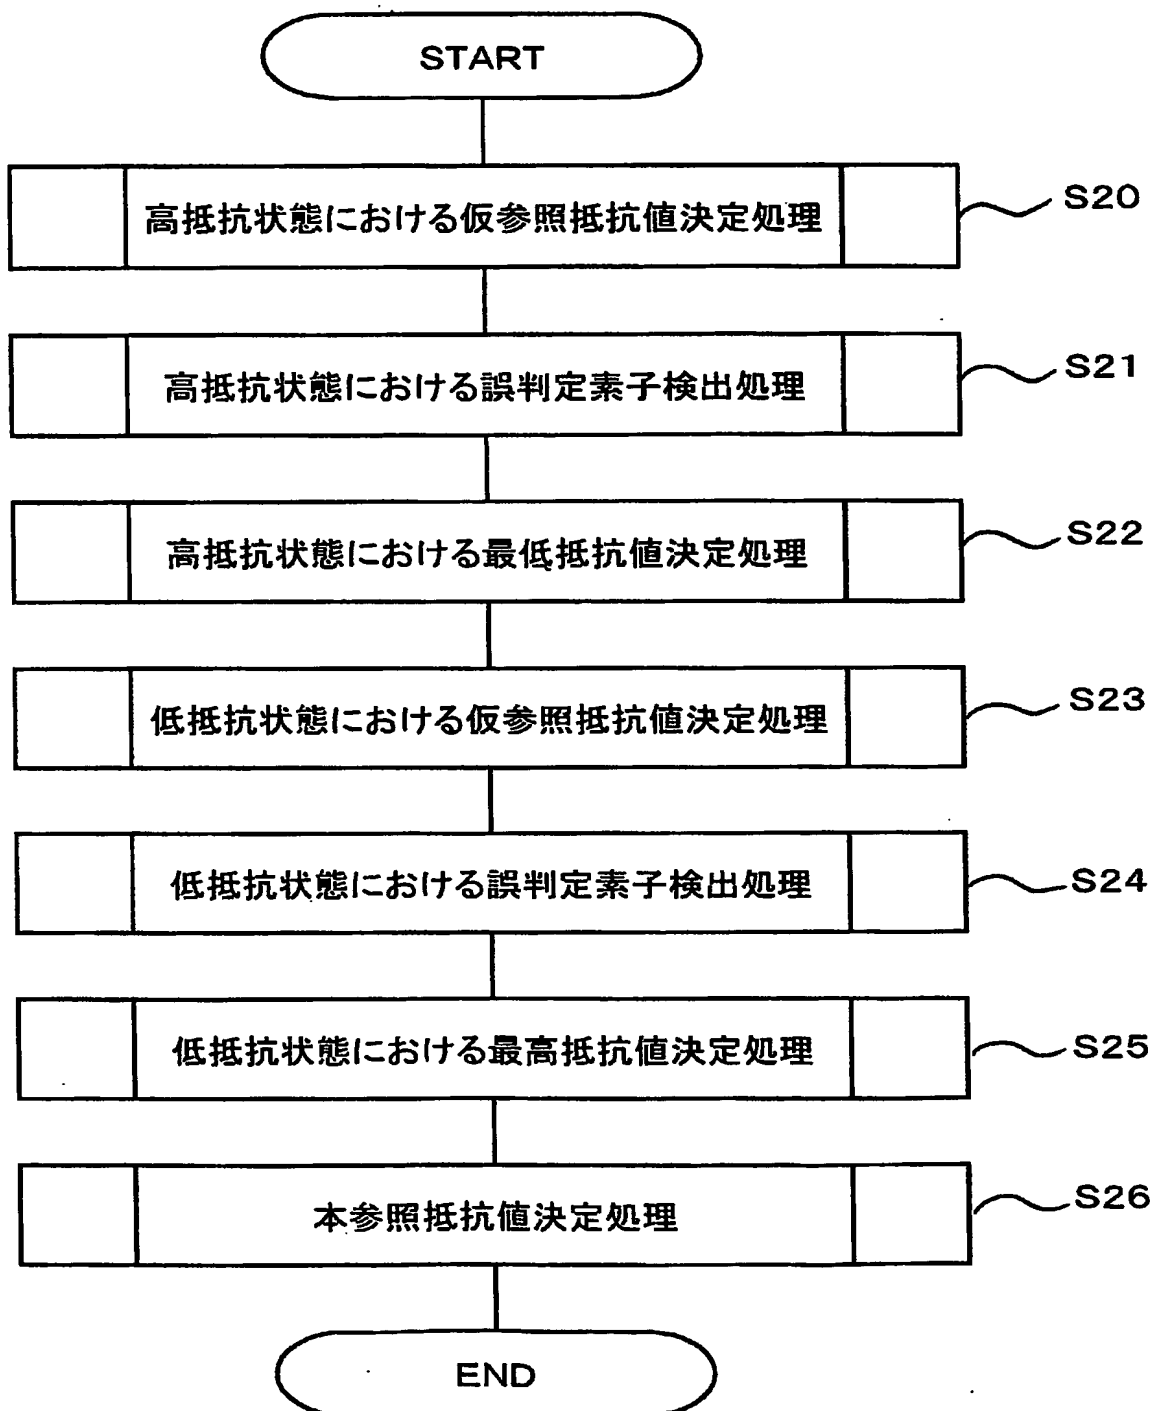 START
高抵抗状態における仮参照抵抗値決定処理
S20
高抵抗状態における誤判定素子検出処理
S21
高抵抗状態における最低抵抗値決定処理
S22
低抵抗状態における仮参照抵抗値決定処理
S23
低抵抗状態における誤判定素子検出処理
S24
低抵抗状態における最高抵抗値決定処理
S25
本参照抵抗値決定処理
S26
END